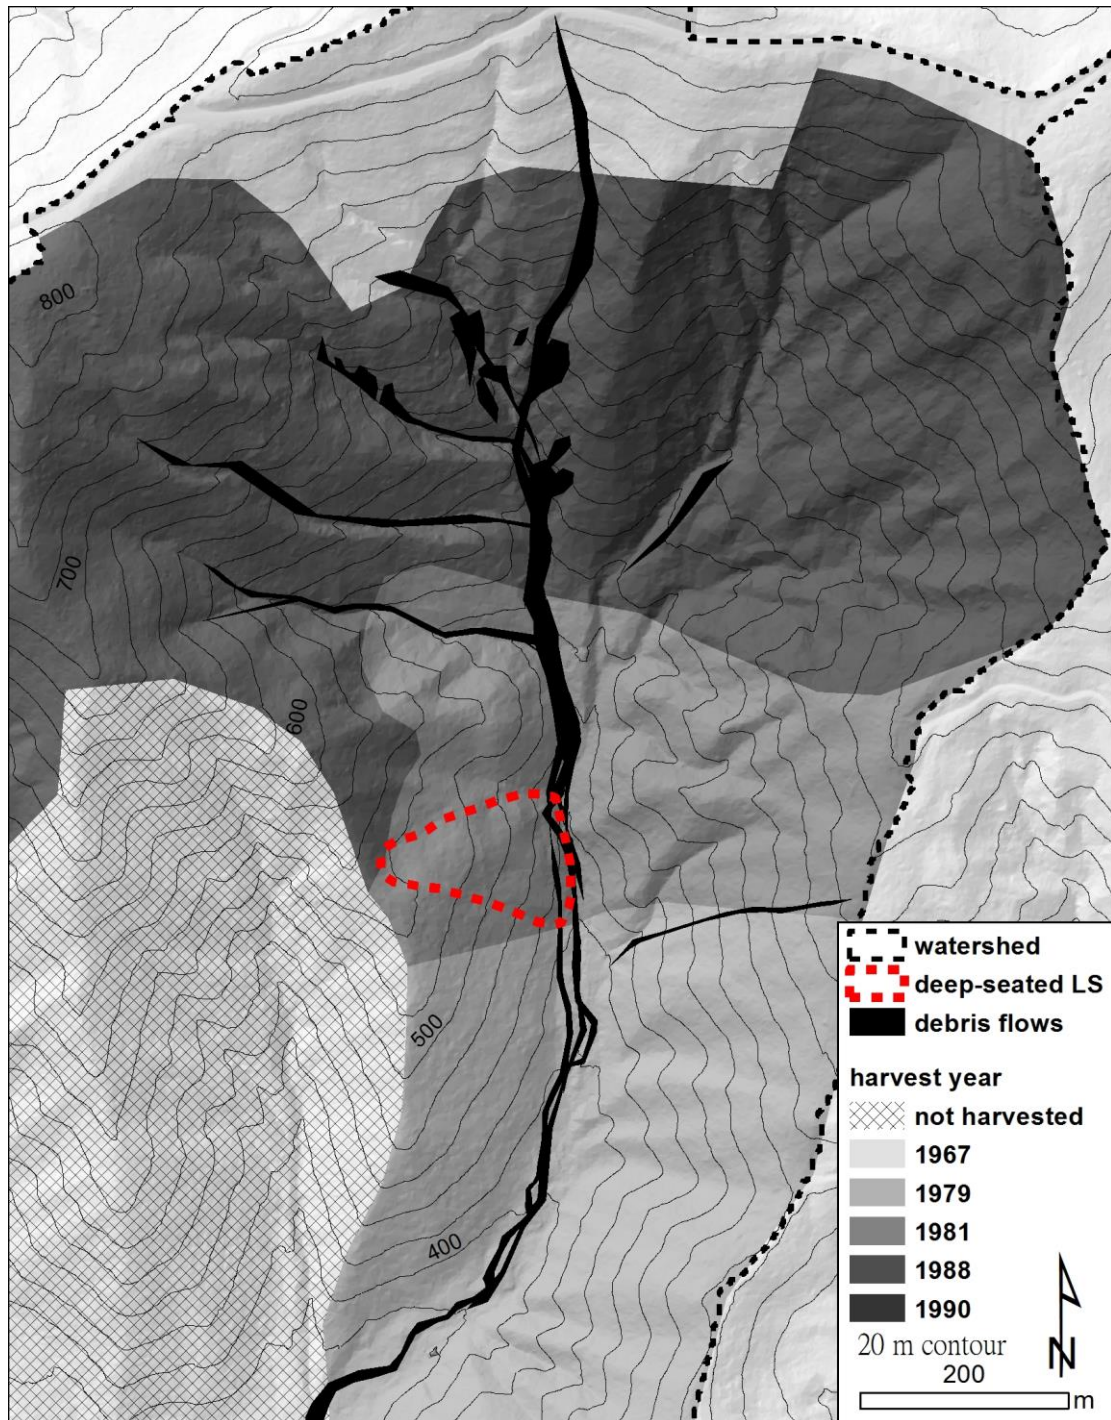 800
700
600
500
400
watershed
deep-seated LS
debris flows
harvest year
not harvested
1967
1979
1981
1988
1990
20 m contour
200
m
N